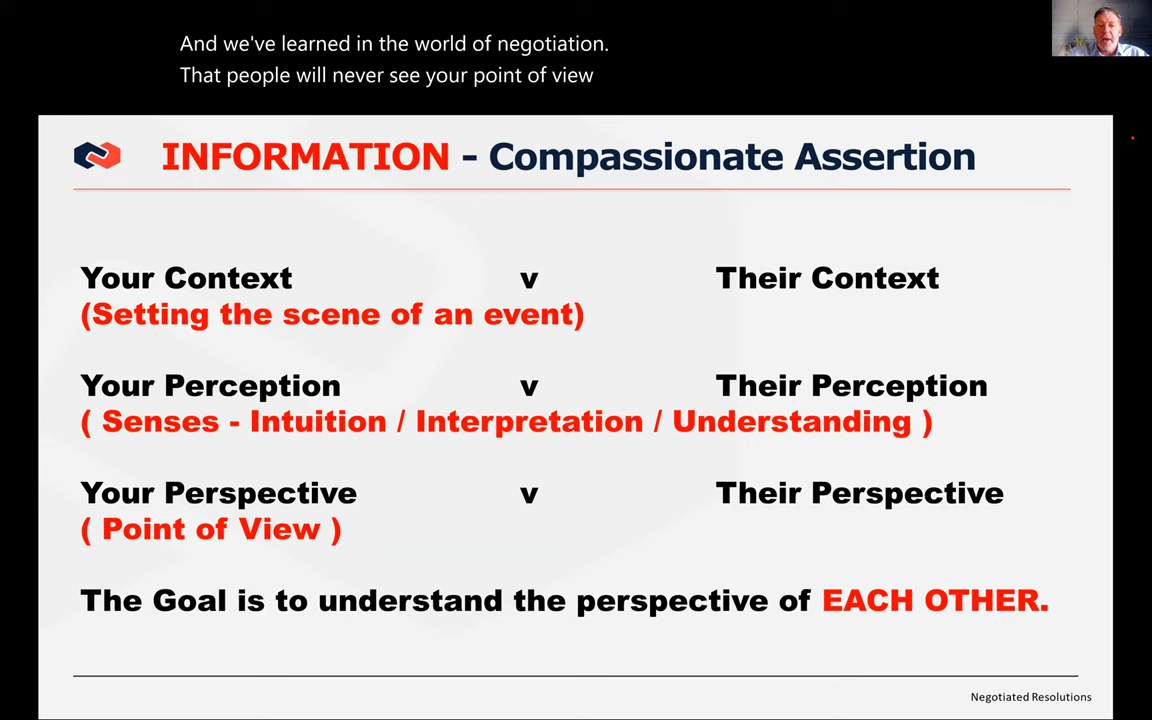 And we've learned in the world of negotiation.
That people will never see your point of view
INFORMATION - Compassionate Assertion
Your Context v Their Context
(Setting the scene of an event)
Your Perception v Their Perception
( Senses - Intuition / Interpretation / Understanding )
Your Perspective v Their Perspective
( Point of View )
The Goal is to understand the perspective of EACH OTHER.
Negotiated Resolutions